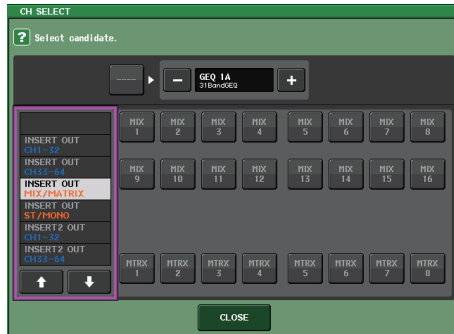 CH SELECT
? Select candidate.
----
GEQ 1A
31BandGEQ
INSERT OUT
CH1-32
INSERT OUT
CH33-64
INSERT OUT
MIX/MATRIX
INSERT OUT
ST/MONO
INSERT2 OUT
CH1-32
INSERT2 OUT
CH33-64
MIX 1 MIX 2 MIX 3 MIX 4 MIX 5 MIX 6 MIX 7 MIX 8
MIX 9 MIX 10 MIX 11 MIX 12 MIX 13 MIX 14 MIX 15 MIX 16
MTRX 1 MTRX 2 MTRX 3 MTRX 4 MTRX 5 MTRX 6 MTRX 7 MTRX 8
CLOSE